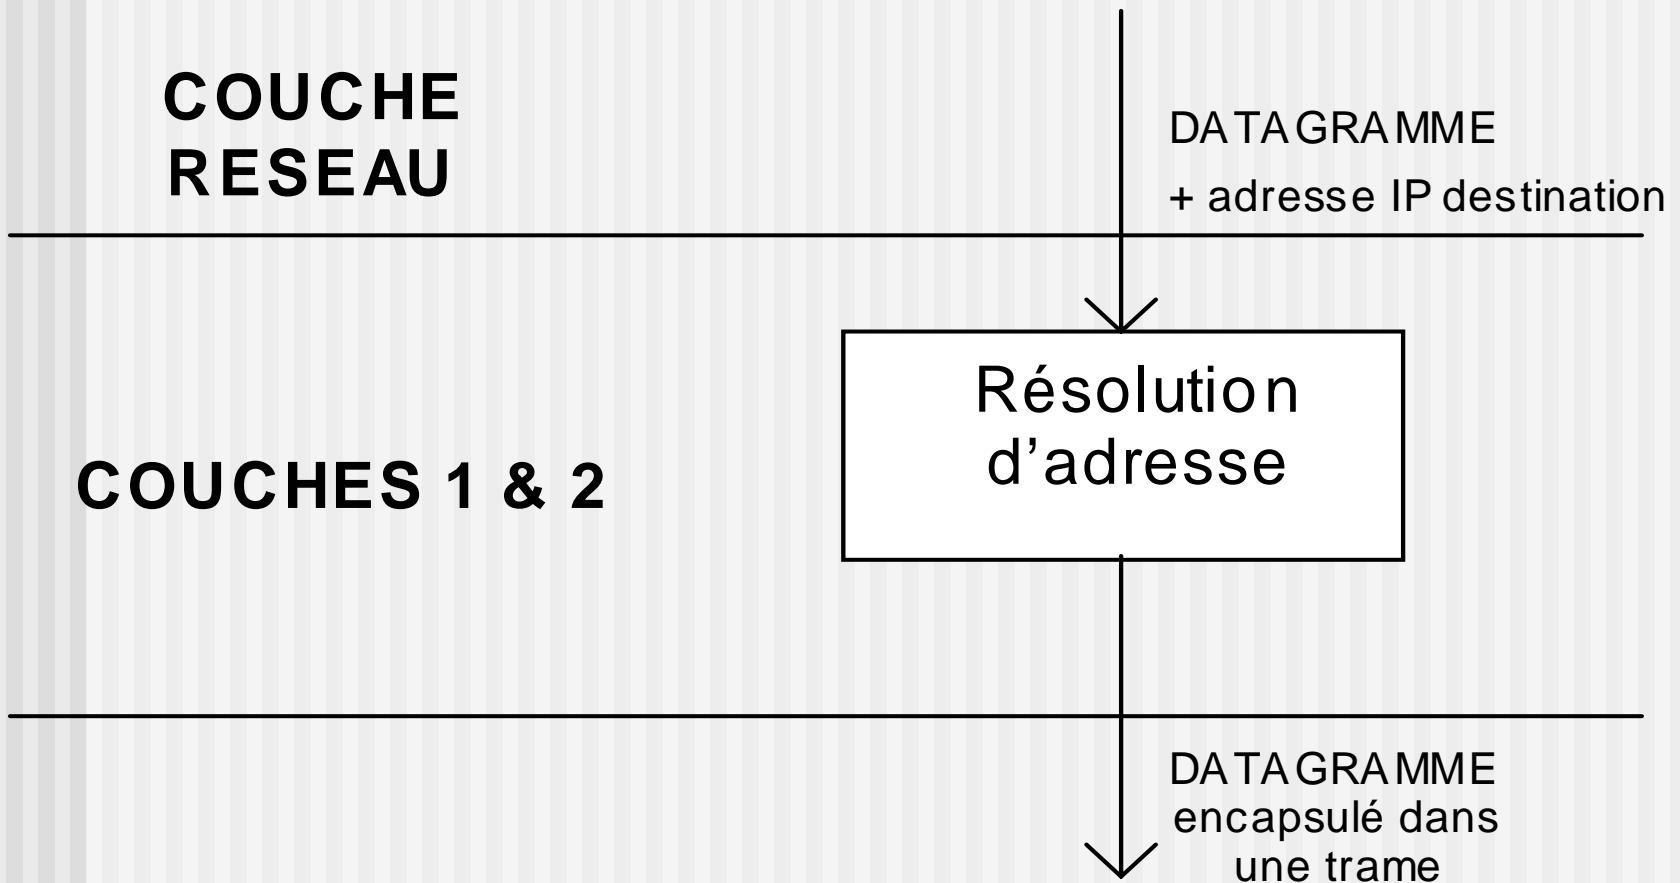 COUCHE
RESEAU
DATAGRAMME
+ adresse IP destination
Résolution
d’adresse
COUCHES 1 & 2
DATAGRAMME
encapsulé dans
une trame